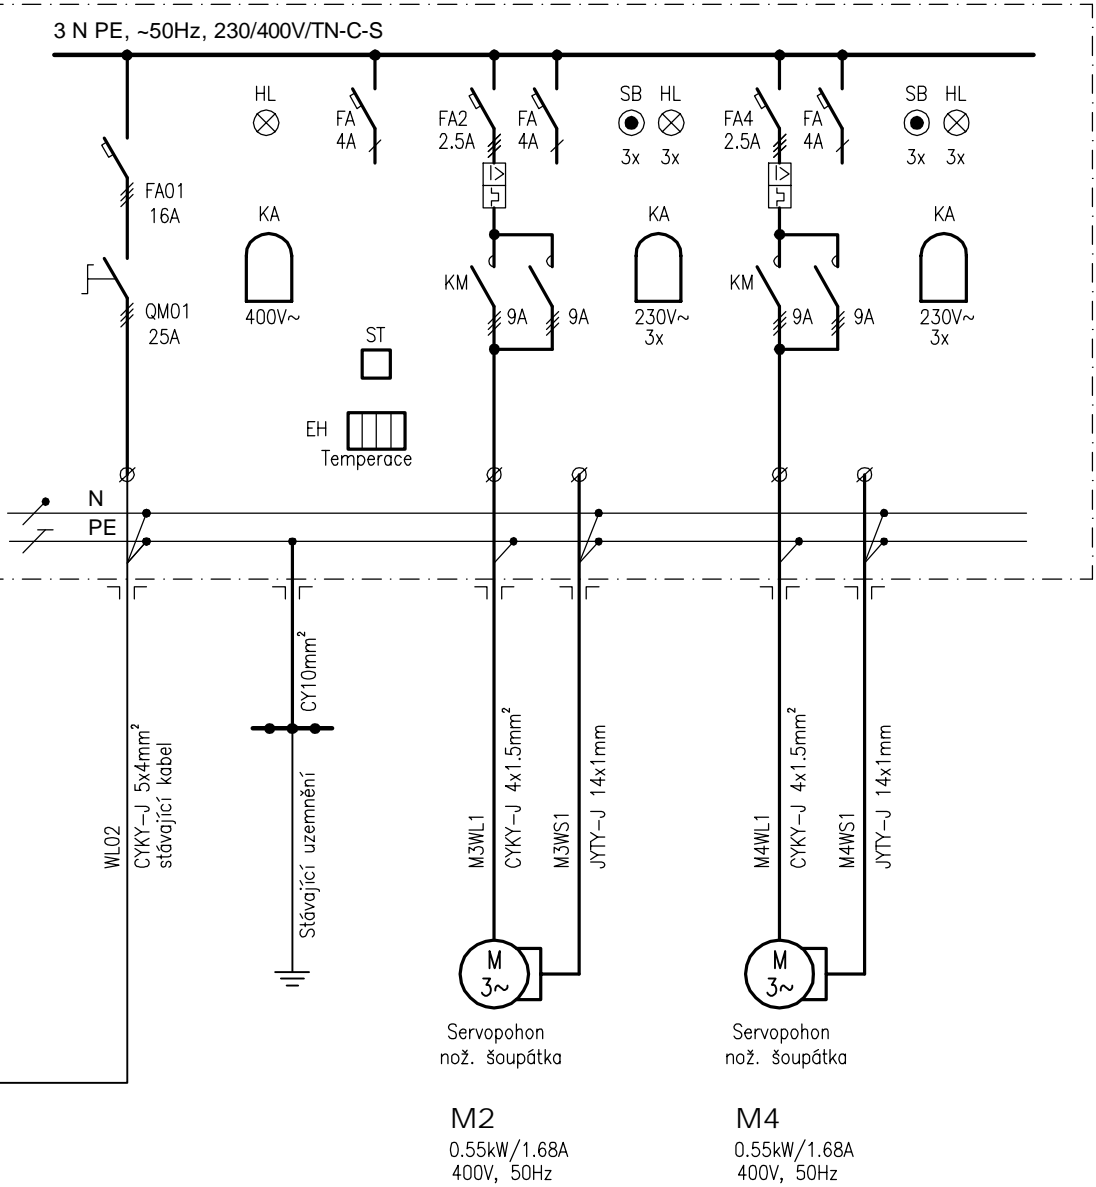 3 N PE, ~50Hz, 230/400V/TN-C-S
HL
FA
4A
FA2
2.5A
FA
4A
SB HL
3x 3x
FA4
2.5A
FA
4A
SB HL
3x 3x
FA01
16A
QM01
25A
KA
400V~
ST
EH
Temperace
I>
KM
9A
9A
KA
230V~
3x
I>
KM
9A
9A
KA
230V~
3x
N
PE
WL02
CYKY-J 5x4mm²
stávající kabel
CY10mm²
Stávající uzemnění
M3WL1
CYKY-J 4x1.5mm²
M3WS1
JYTY-J 14x1mm
M4WL1
CYKY-J 4x1.5mm²
M4WS1
JYTY-J 14x1mm
M
3~
Servopohon
nož. šoupátka
M2
0.55kW/1.68A
400V, 50Hz
M
3~
Servopohon
nož. šoupátka
M4
0.55kW/1.68A
400V, 50Hz